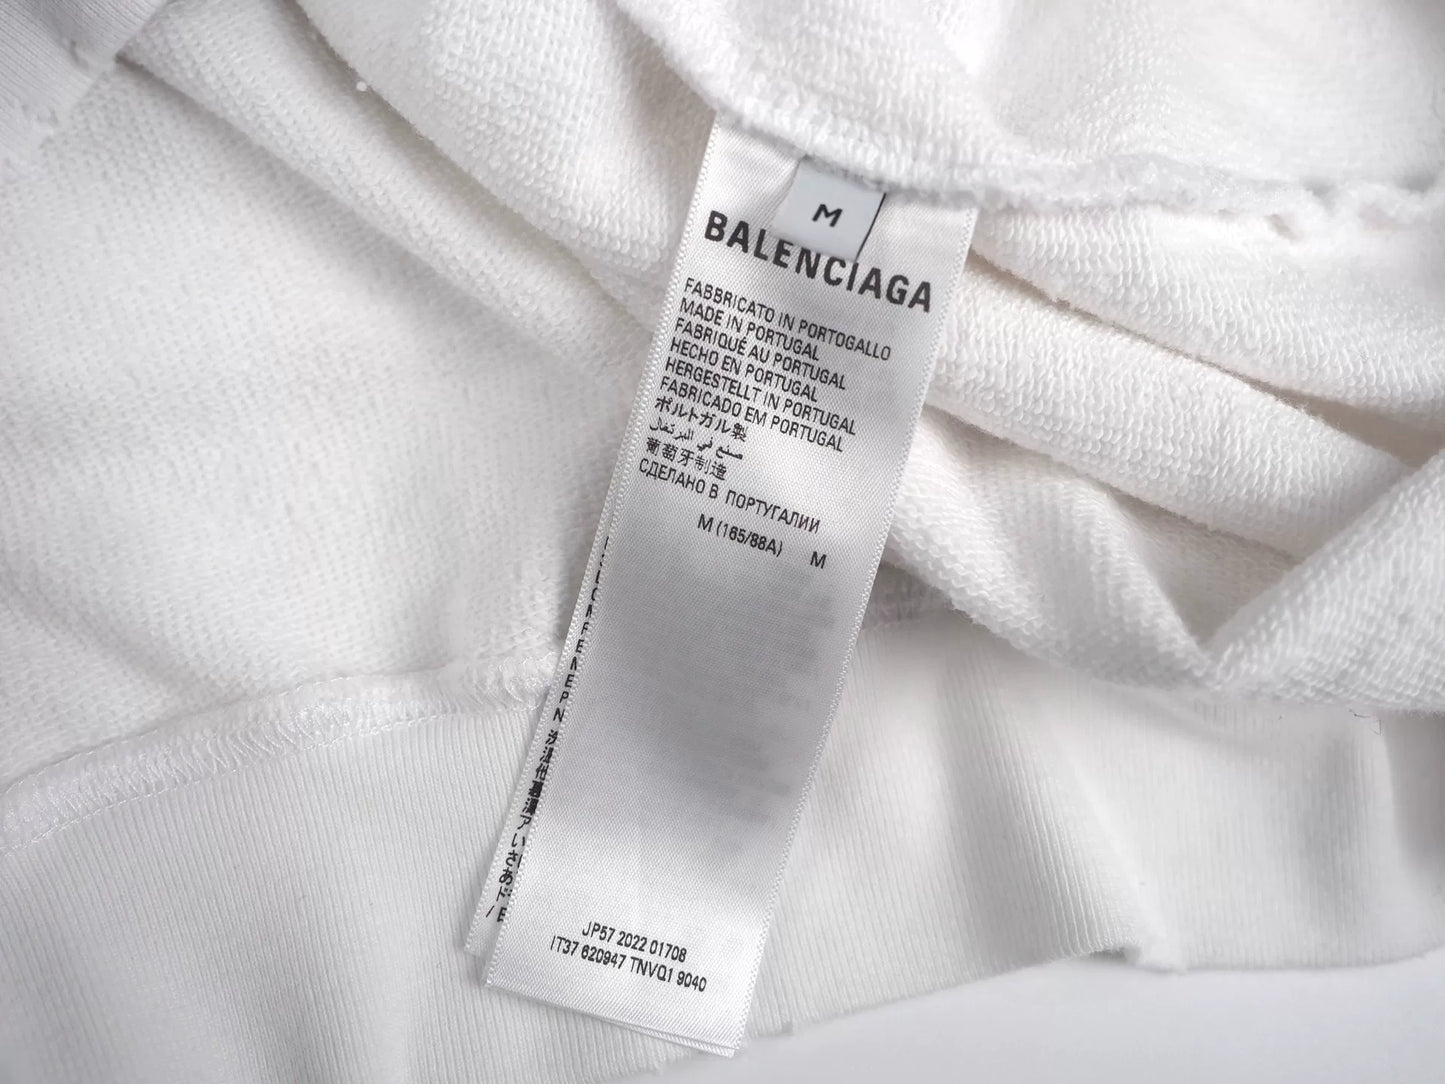 M
BALENCIAGA
FABBRICATO IN PORTOGALLO
MADE IN PORTUGAL
FABRIQUÉ AU PORTUGAL
HECHO EN PORTUGAL
HERGESTELLT IN PORTUGAL
FABRICADO EM PORTUGAL
ポルトガル製
صنع في البرتغال
葡萄牙制造
СДЕЛАНО В ПОРТУГАЛИИ
M (165/88A) M
JP57 2022 01708
IT37 620947 TNVQ1 9040